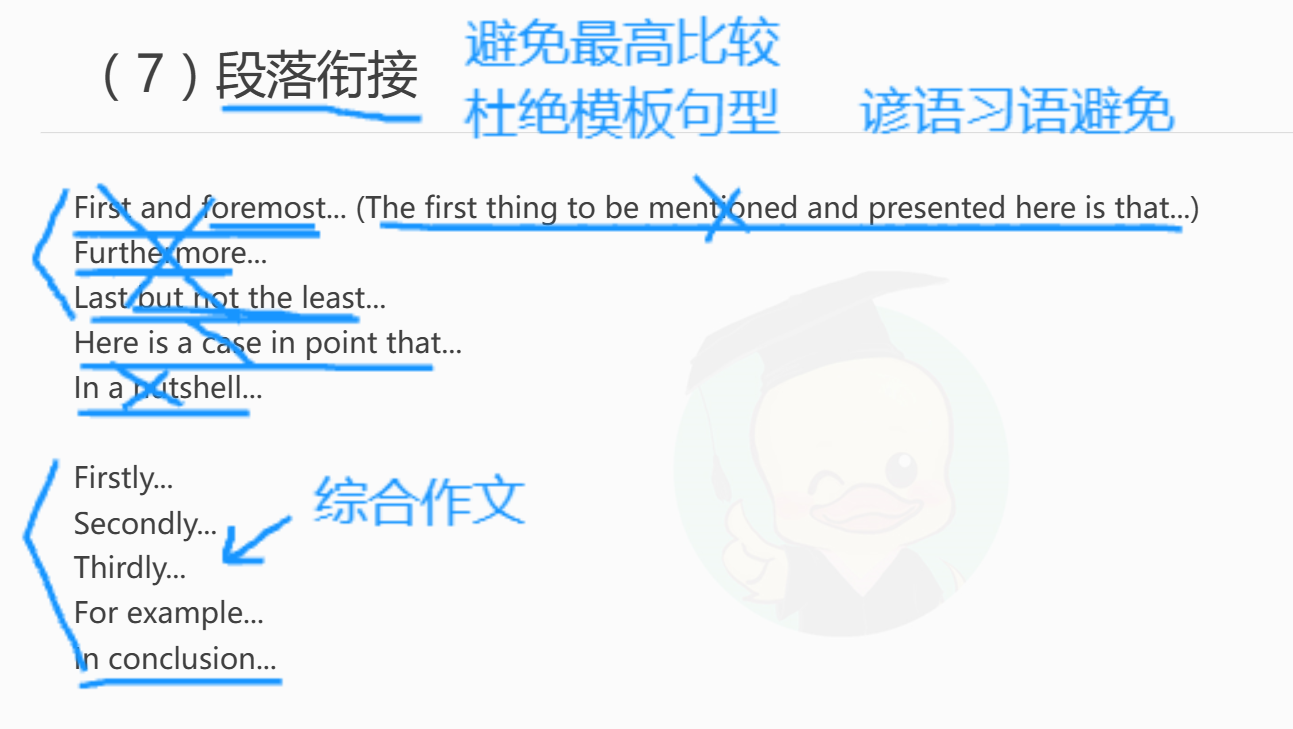 （7）段落衔接
避免最高比较
杜绝模板句型
谚语习语避免
First and foremost... (The first thing to be mentioned and presented here is that...)
Furthermore...
Last but not the least...
Here is a case in point that...
In a nutshell...
Firstly...
Secondly...
综合作文
Thirdly...
For example...
In conclusion...